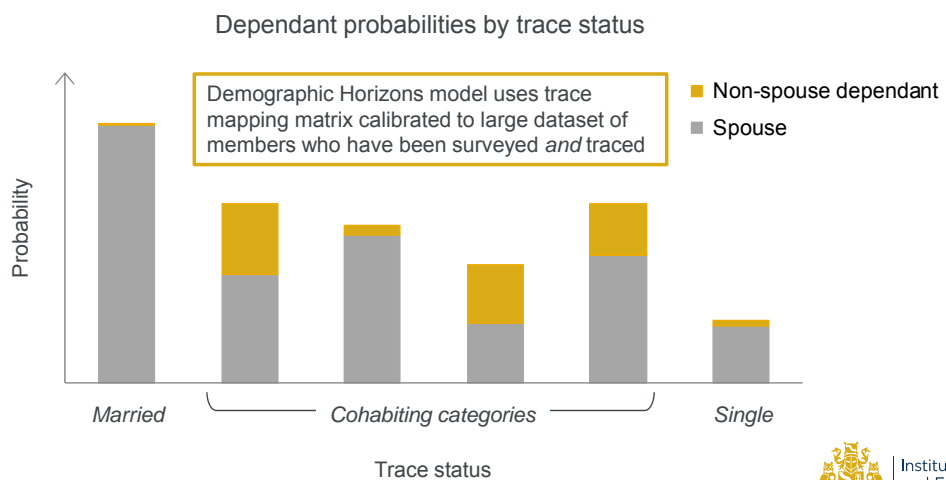 Dependant probabilities by trace status
Demographic Horizons model uses trace
mapping matrix calibrated to large dataset of
members who have been surveyed and traced
Non-spouse dependant
Spouse
Probability
Married
Cohabiting categories
Single
Trace status